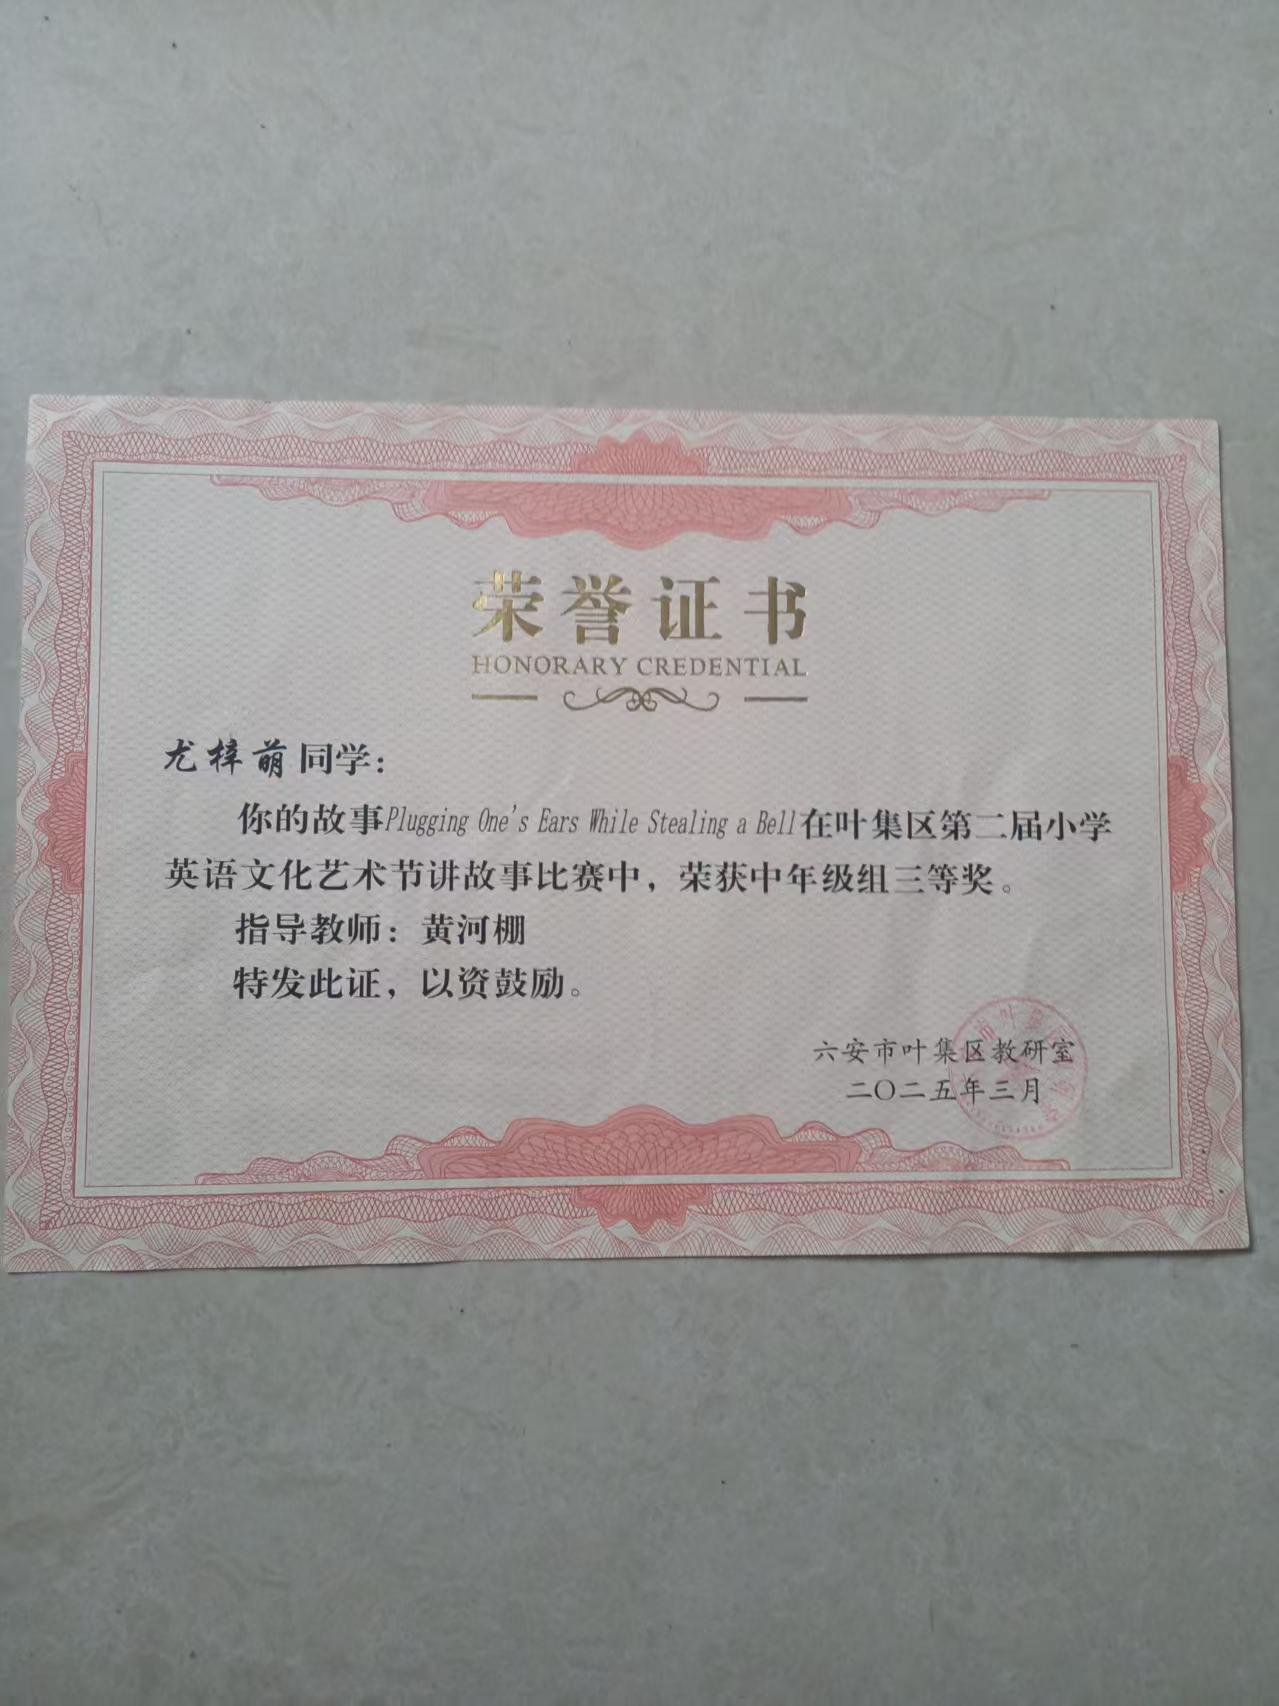 荣誉证书
HONORARY CREDENTIAL
尤梓萌同学：
你的故事Plugging One's Ears While Stealing a Bell在叶集区第二届小学
英语文化艺术节讲故事比赛中，荣获中年级组三等奖。
指导教师：黄河棚
特发此证，以资鼓励。
六安市叶集区教研室
二〇二五年三月